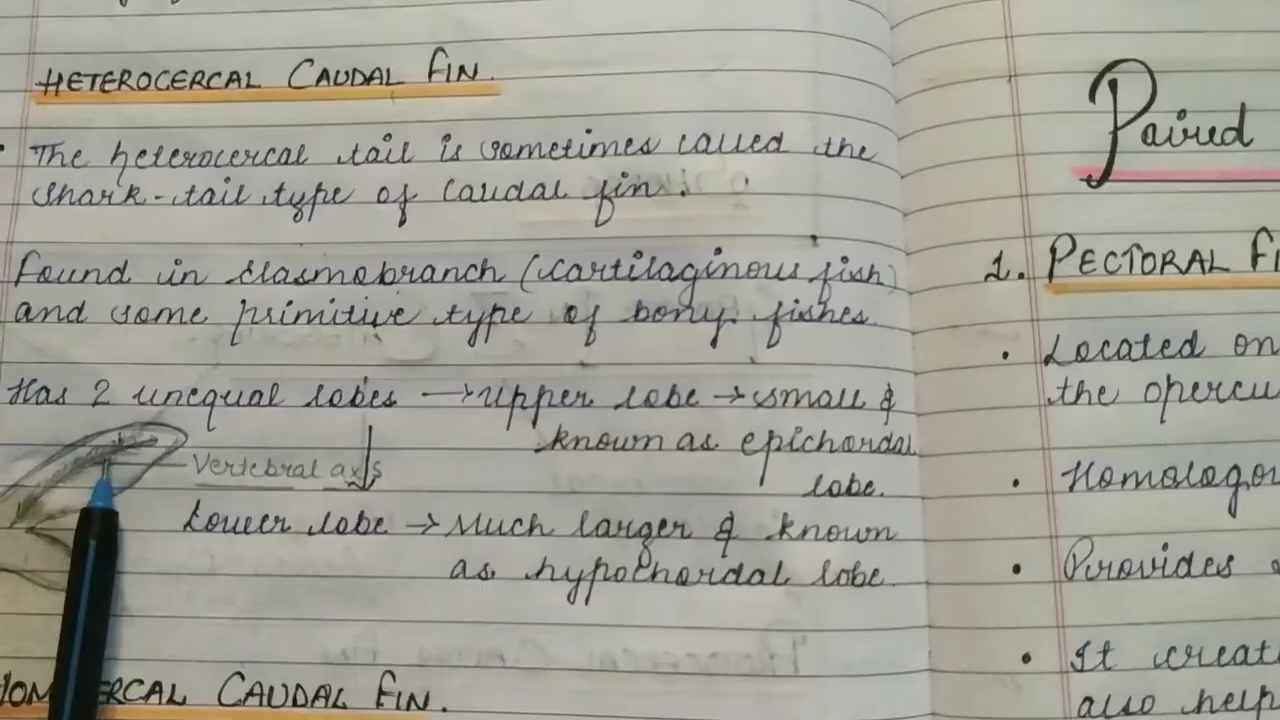 HETEROCERCAL CAUDAL FIN.
• The heterocercal tail is sometimes called the
shark-tail type of caudal fin.
Found in Elasmobranch (cartilaginous fish)
and some primitive type of bony fishes.
Has 2 unequal lobes → upper lobe → small &
known as epichordal
lobe.
Vertebral axis
Lower lobe → Much larger & known
as hypochordal lobe.
ERCAL CAUDAL FIN.
Paired
1. PECTORAL FI
• Located on
the opercu
• Homologou
• Provides
• It creat
also help